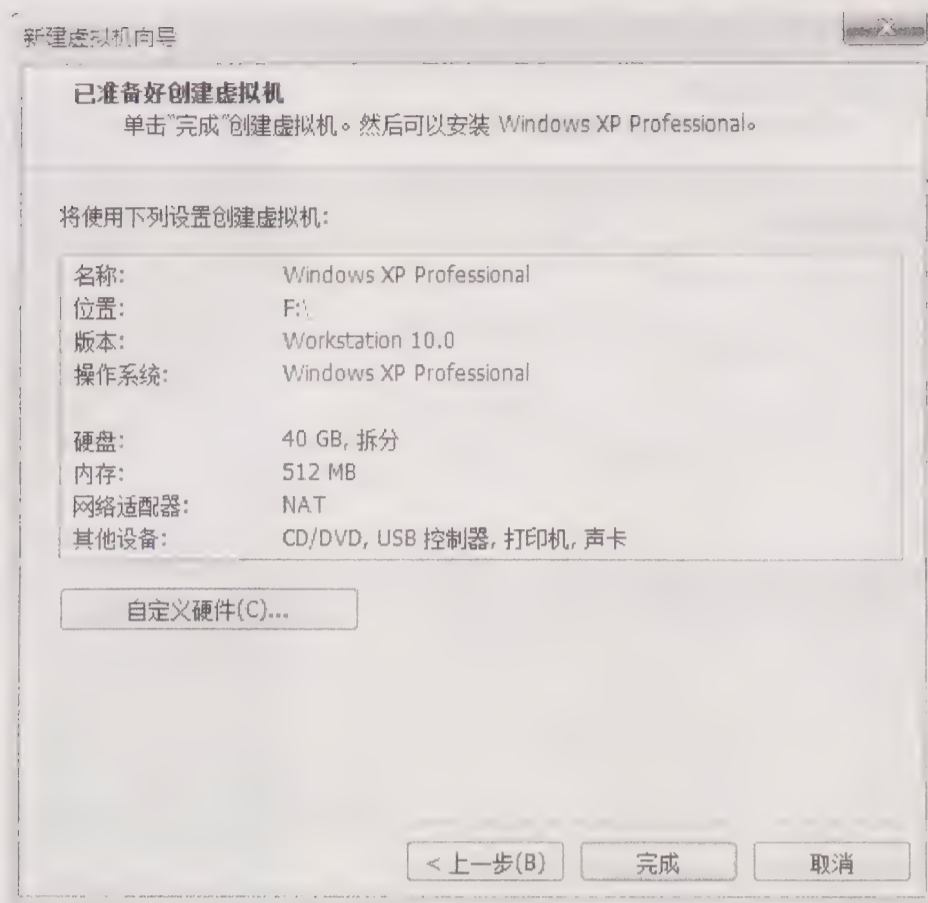 新建虚拟机向导
已准备好创建虚拟机
单击"完成"创建虚拟机。然后可以安装 Windows XP Professional。
将使用下列设置创建虚拟机:
名称: Windows XP Professional
位置: F:\
版本: Workstation 10.0
操作系统: Windows XP Professional
硬盘: 40 GB, 拆分
内存: 512 MB
网络适配器: NAT
其他设备: CD/DVD, USB 控制器, 打印机, 声卡
自定义硬件(C)...
< 上一步(B) 完成 取消